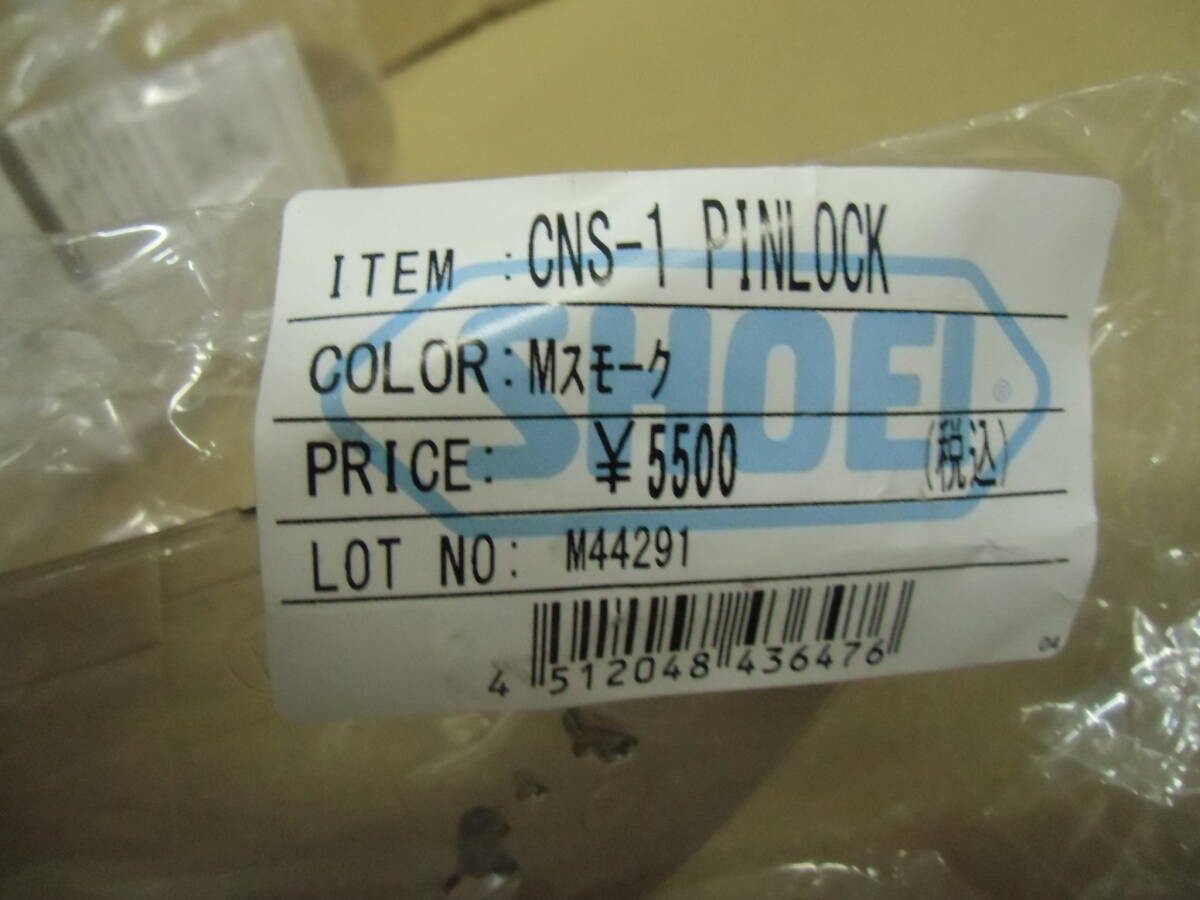 ITEM : CNS-1 PINLOCK
SHOEI ®
COLOR: Mスモーク
PRICE: ¥5500 (税込)
LOT NO: M44291
4 512048 436476
04